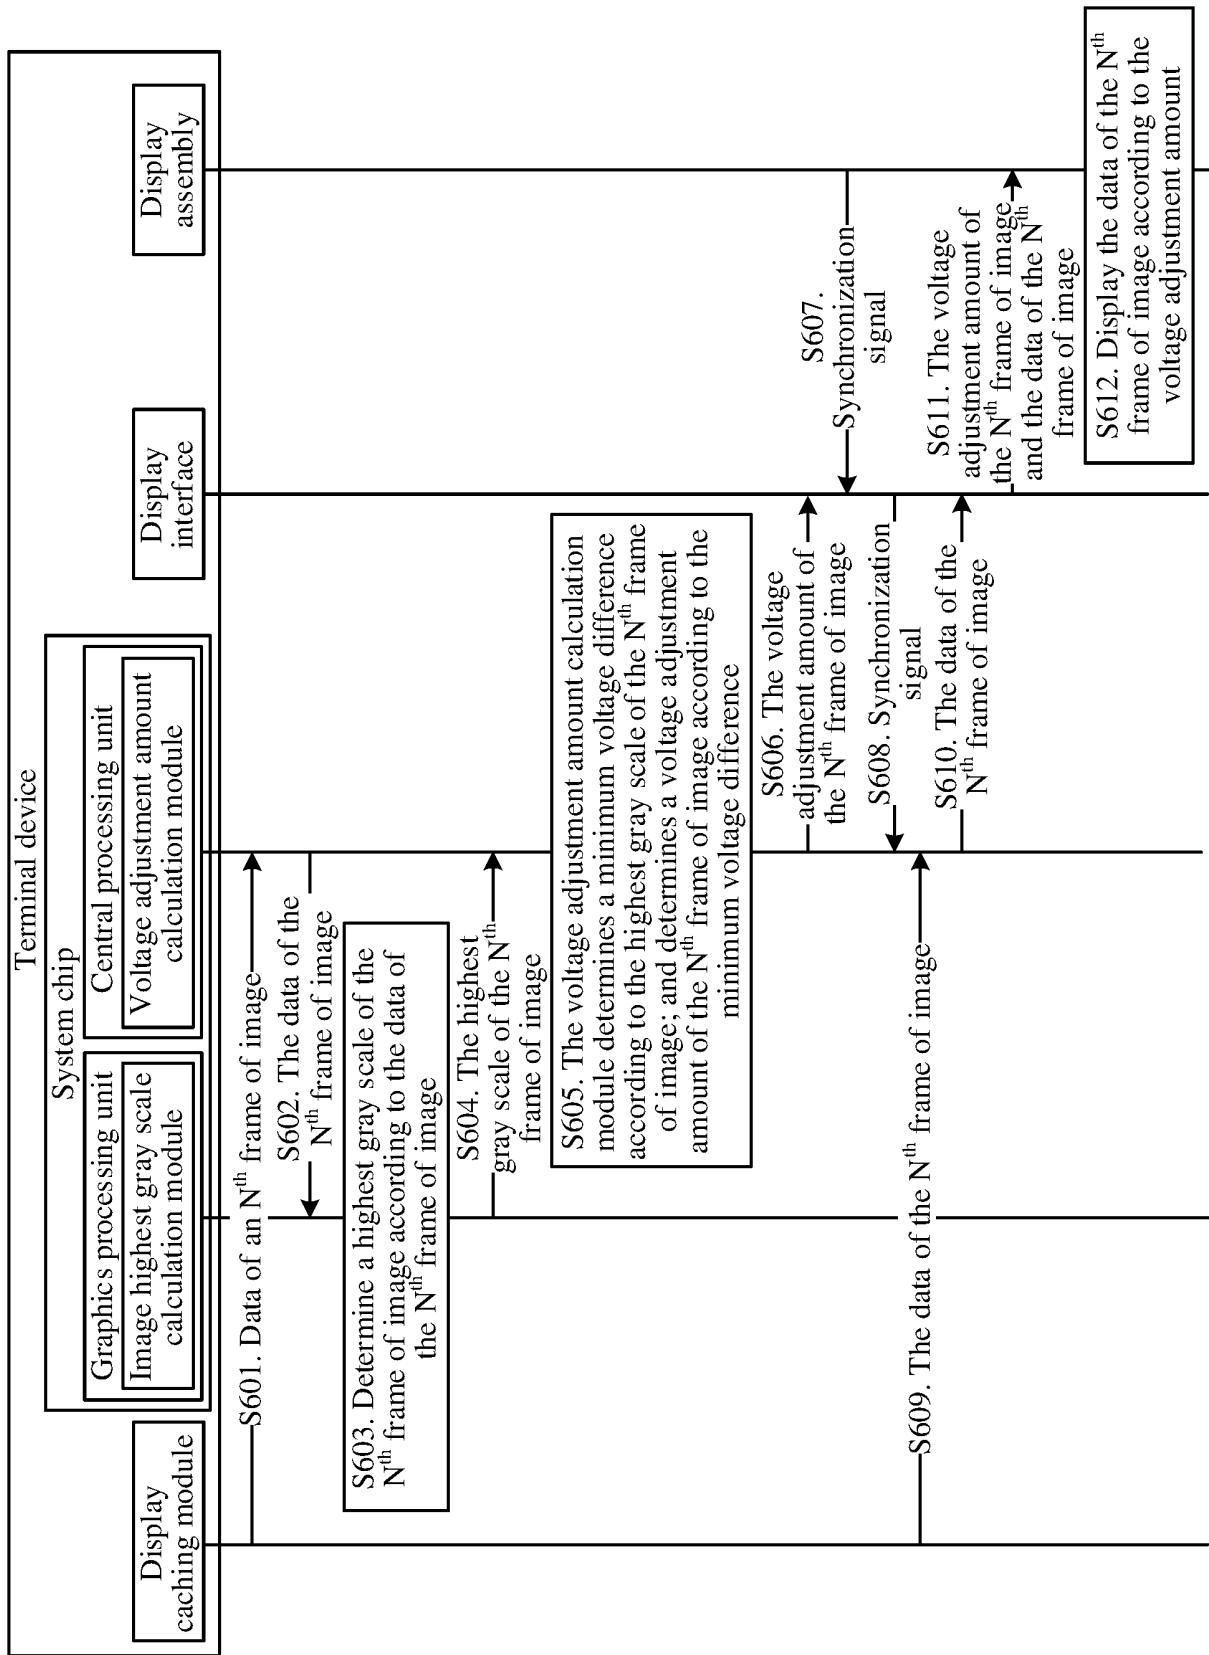 Terminal device
System chip
Display
caching module
Graphics processing unit
Image highest gray scale
calculation module
Central processing unit
Voltage adjustment amount
calculation module
Display
interface
Display
assembly
S601. Data of an Nth frame of image
S602. The data of the
Nth frame of image
S603. Determine a highest gray scale of the
Nth frame of image according to the data of
the Nth frame of image
S604. The highest
gray scale of the Nth
frame of image
S605. The voltage adjustment amount calculation
module determines a minimum voltage difference
according to the highest gray scale of the Nth frame
of image; and determines a voltage adjustment
amount of the Nth frame of image according to the
minimum voltage difference
S606. The voltage
adjustment amount of
the Nth frame of image
S607.
Synchronization
signal
S608. Synchronization
signal
S609. The data of the Nth frame of image
S610. The data of the
Nth frame of image
S611. The voltage
adjustment amount of
the Nth frame of image
and the data of the Nth
frame of image
S612. Display the data of the Nth
frame of image according to the
voltage adjustment amount